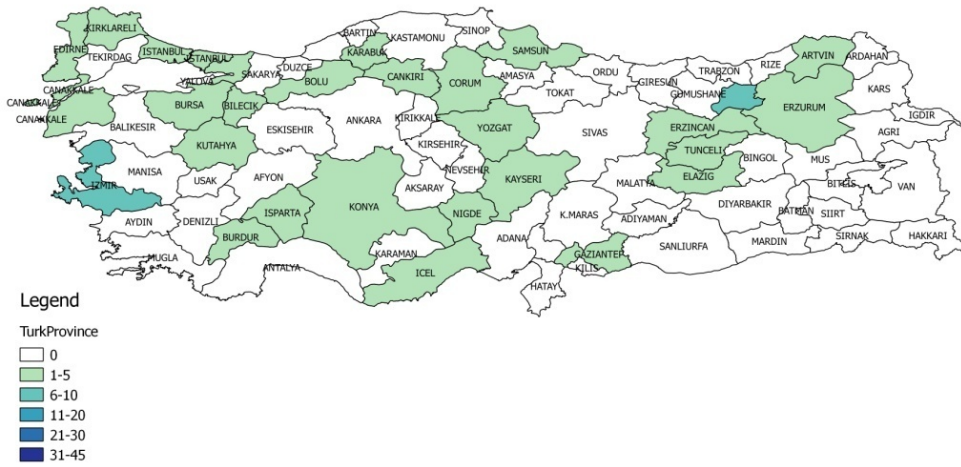 KIRKLARELI
EDIRNE
TEKIRDAG
ISTANBUL
ISTANBUL
BARTIN
KASTAMONU
SINOP
KARABUK
SAMSUN
DUZCE
SAKARYA
YALOVA
BOLU
CANKIRI
CORUM
AMASYA
ORDU
GIRESUN
TRABZON
RIZE
ARTVIN
ARDAHAN
CANAKKALE
CANAKKALE
CANAKKALE
BURSA
BILECIK
TOKAT
GUMUSHANE
KARS
ERZURUM
IGDIR
BALIKESIR
ESKISEHIR
ANKARA
KIRIKKALE
YOZGAT
SIVAS
ERZINCAN
AGRI
KUTAHYA
KIRSEHIR
TUNCELI
BINGOL
MUS
MANISA
USAK
AFYON
NEVSEHIR
KAYSERI
ELAZIG
IZMIR
AKSARAY
MALATYA
BITLIS
VAN
AYDIN
DENIZLI
ISPARTA
KONYA
NIGDE
K.MARAS
ADIYAMAN
DIYARBAKIR
BATMAN
SIIRT
BURDUR
ADANA
SIRNAK
HAKKARI
MUGLA
ANTALYA
KARAMAN
ICEL
GAZIANTEP
KILIS
SANLIURFA
MARDIN
HATAY
Legend
TurkProvince
0
1-5
6-10
11-20
21-30
31-45